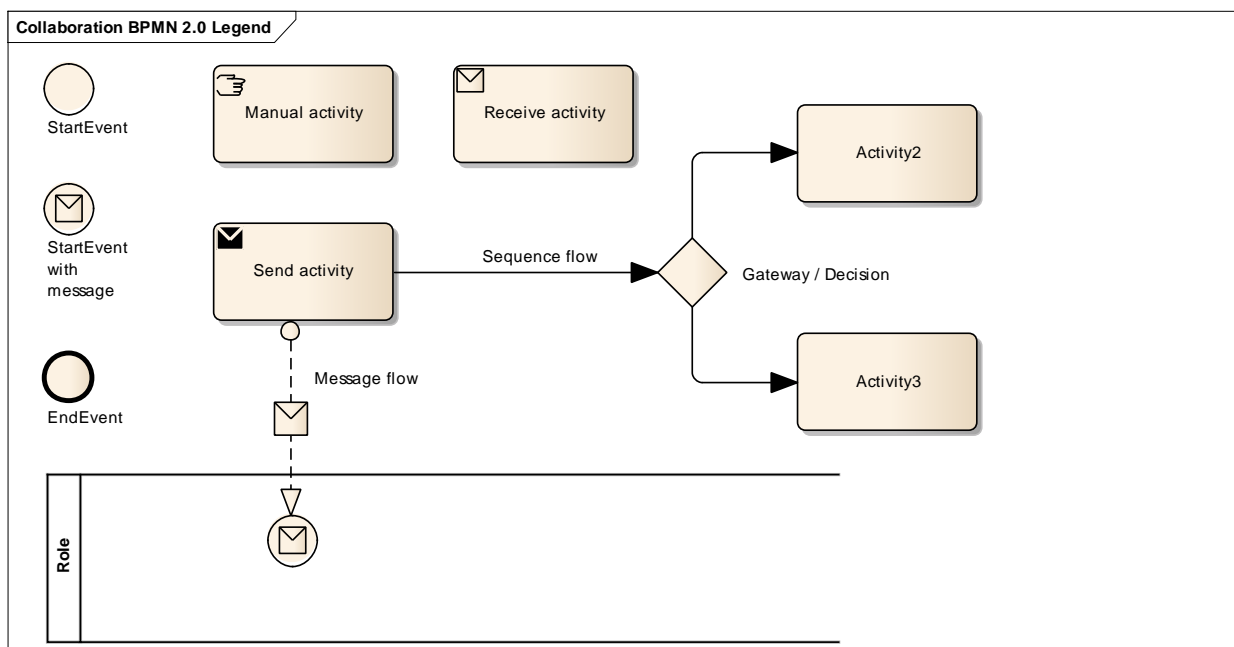 Collaboration BPMN 2.0 Legend
StartEvent
Manual activity
Receive activity
Activity2
StartEvent
with
message
Send activity
Sequence flow
Gateway / Decision
Message flow
Activity3
EndEvent
Role